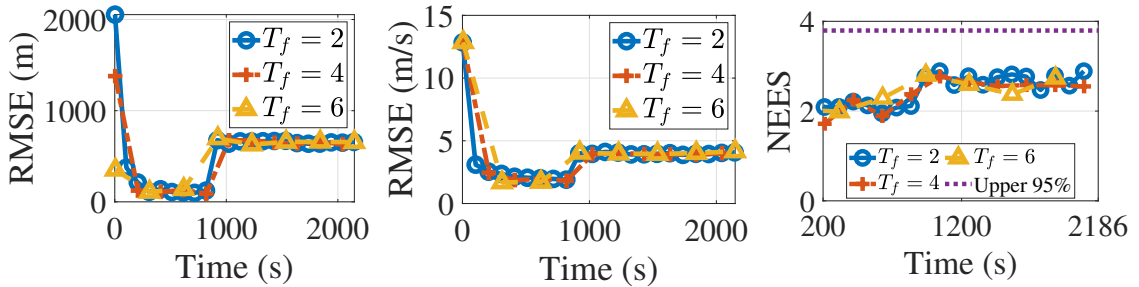 RMSE (m)
2000
1000
0
0 1000 2000
Time (s)
T_f = 2
T_f = 4
T_f = 6
RMSE (m/s)
15
10
5
0
0 1000 2000
Time (s)
T_f = 2
T_f = 4
T_f = 6
NEES
4
2
0
200 1200 2186
Time (s)
T_f = 2 T_f = 6
T_f = 4 Upper 95%